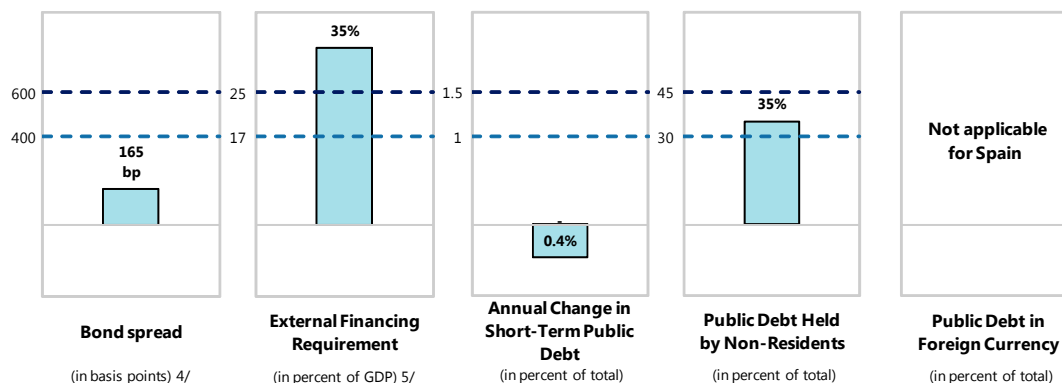 35%
35%
600
25
1.5
45
400
17
1
30
165
bp
0.4%
Not applicable
for Spain
Bond spread
(in basis points) 4/
External Financing
Requirement
(in percent of GDP) 5/
Annual Change in
Short-Term Public
Debt
(in percent of total)
Public Debt Held
by Non-Residents
(in percent of total)
Public Debt in
Foreign Currency
(in percent of total)